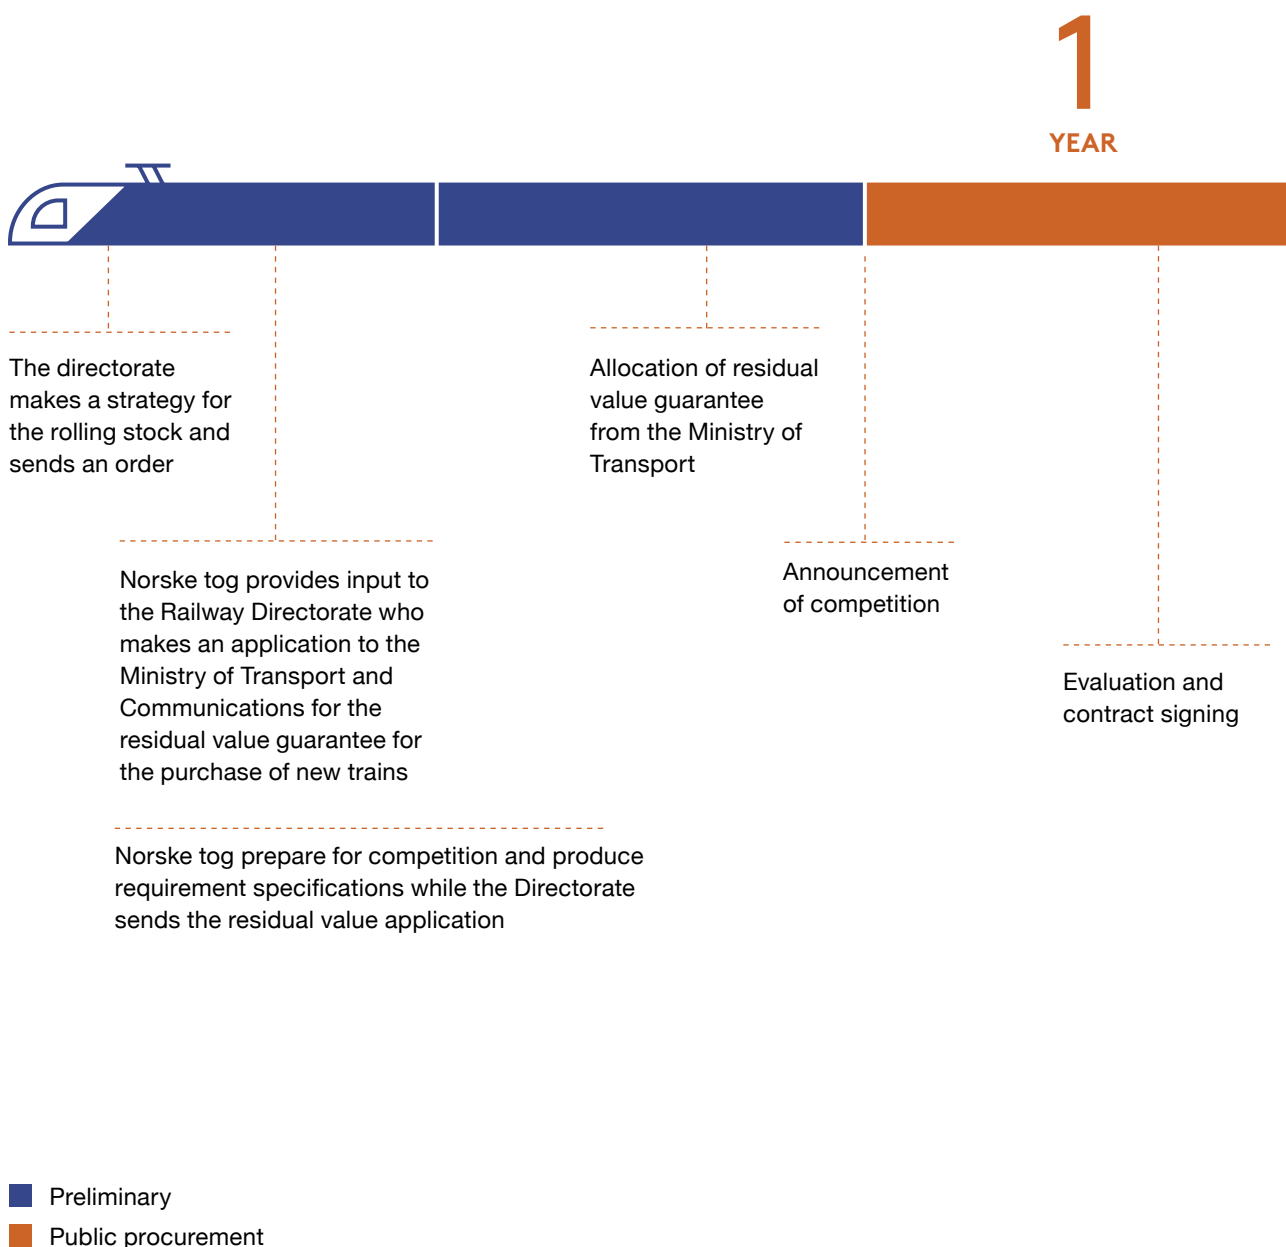 1
YEAR
The directorate
makes a strategy for
the rolling stock and
sends an order
Allocation of residual
value guarantee
from the Ministry of
Transport
Norske tog provides input to
the Railway Directorate who
makes an application to the
Ministry of Transport and
Communications for the
residual value guarantee for
the purchase of new trains
Announcement
of competition
Evaluation and
contract signing
Norske tog prepare for competition and produce
requirement specifications while the Directorate
sends the residual value application
Preliminary
Public procurement